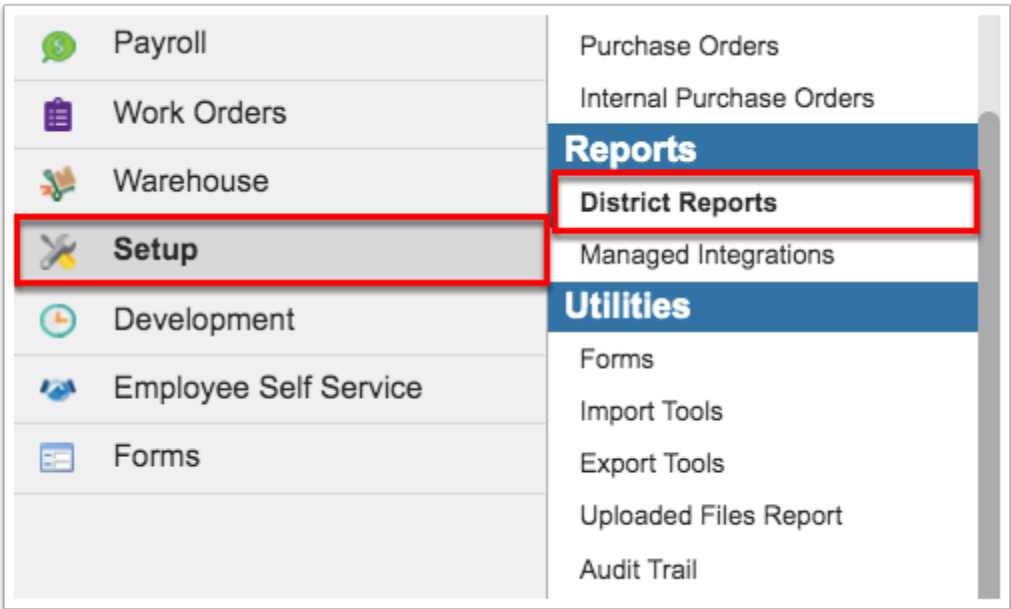 Payroll
Work Orders
Warehouse
Setup
Development
Employee Self Service
Forms
Purchase Orders
Internal Purchase Orders
Reports
District Reports
Managed Integrations
Utilities
Forms
Import Tools
Export Tools
Uploaded Files Report
Audit Trail